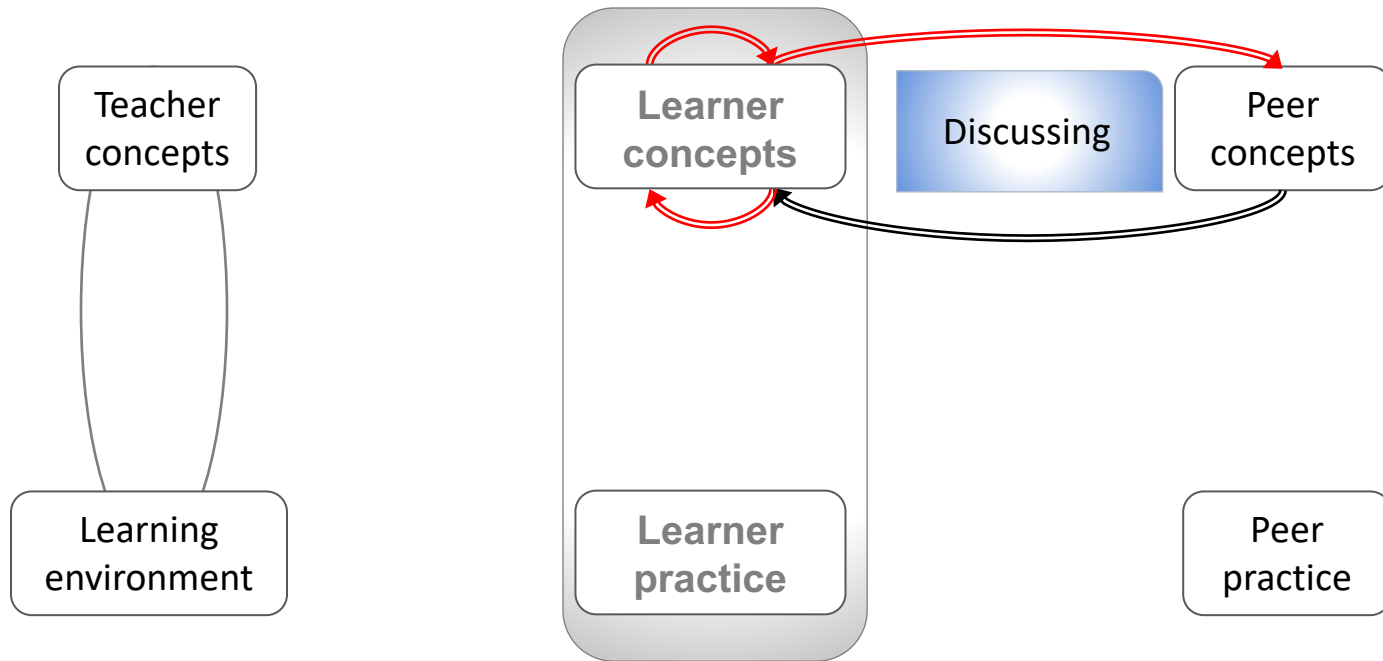 Teacher
concepts
Learner
concepts
Discussing
Peer
concepts
Learning
environment
Learner
practice
Peer
practice